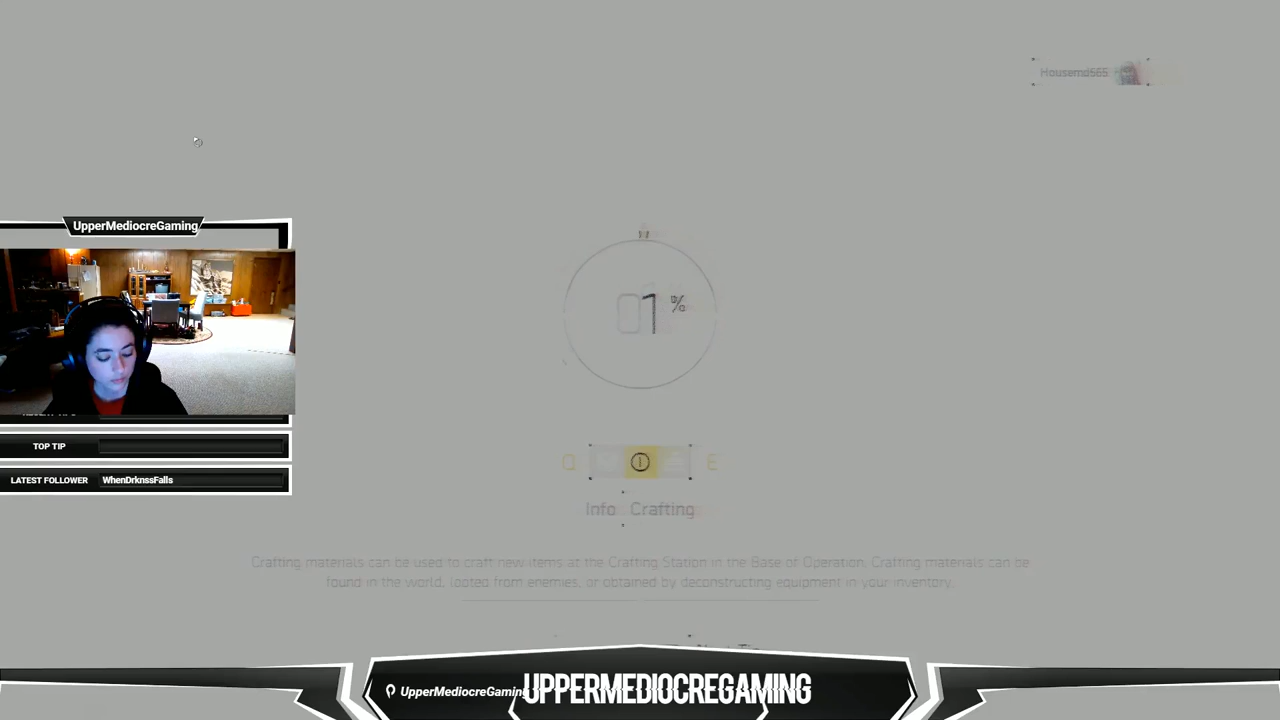 Housemd565
UpperMediocreGaming
W
01%
TOP TIP
LATEST FOLLOWER WhenDrknssFalls
Q E
Info Crafting
Crafting materials can be used to craft new items at the Crafting Station in the Base of Operation. Crafting materials can be
found in the world, looted from enemies, or obtained by deconstructing equipment in your inventory.
UpperMediocreGaming
UPPERMEDIOCREGAMING